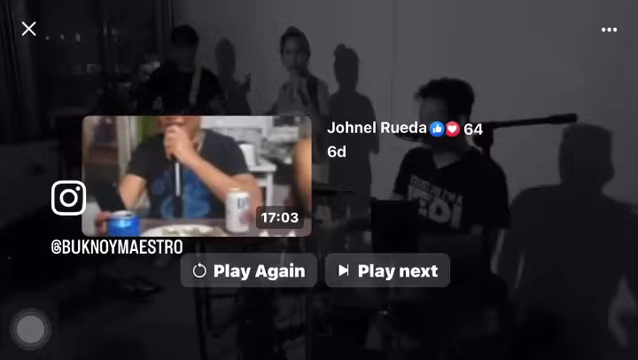 Johnel Rueda 64
6d
17:03
@BUKNOYMAESTRO
Play Again
Play next